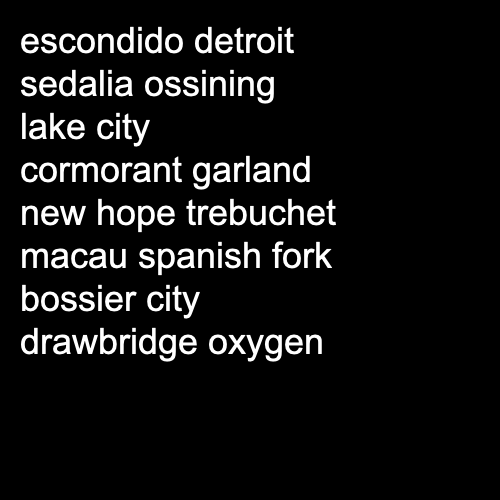 escondido detroit
sedalia ossining
lake city
cormorant garland
new hope trebuchet
macau spanish fork
bossier city
drawbridge oxygen